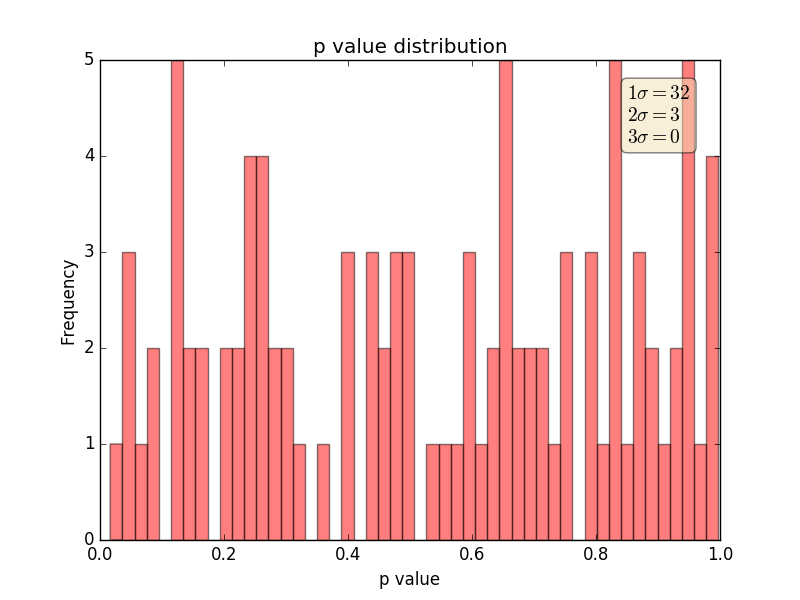 p value distribution
1σ = 32
2σ = 3
3σ = 0
5
4
3
2
1
0
Frequency
0.0 0.2 0.4 0.6 0.8 1.0
p value